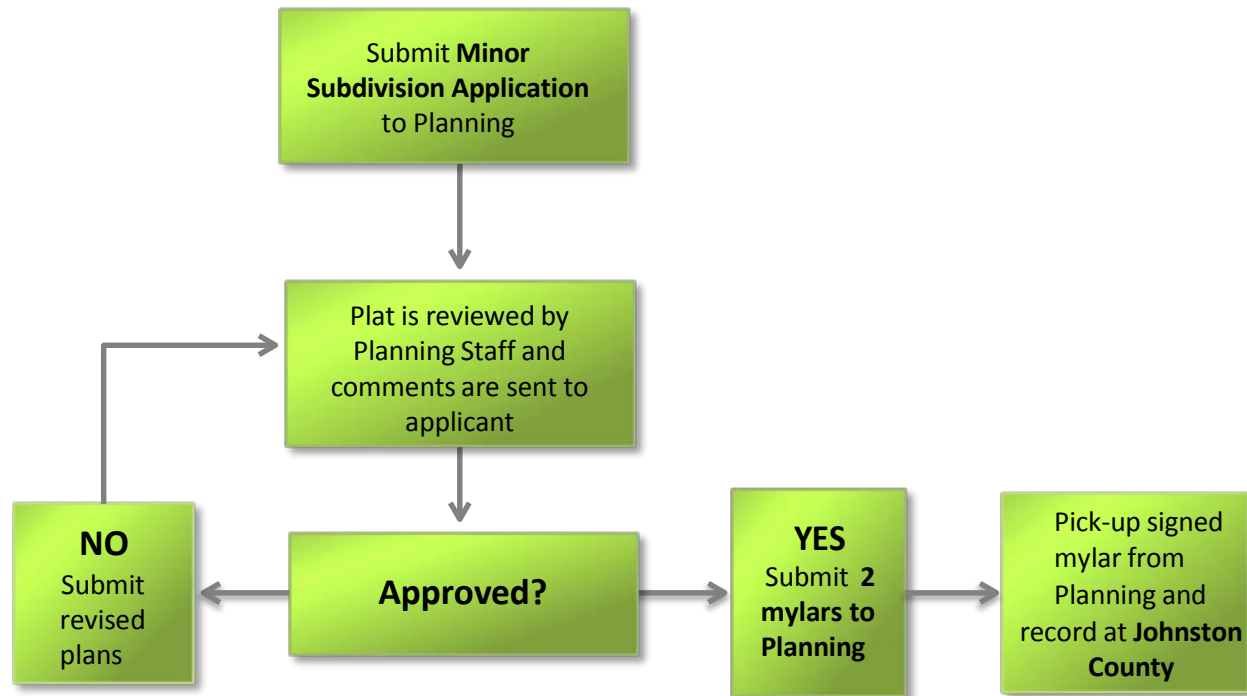 Submit Minor
Subdivision Application
to Planning
Plat is reviewed by
Planning Staff and
comments are sent to
applicant
Approved?
NO
Submit
revised
plans
YES
Submit 2
mylars to
Planning
Pick-up signed
mylar from
Planning and
record at Johnston
County